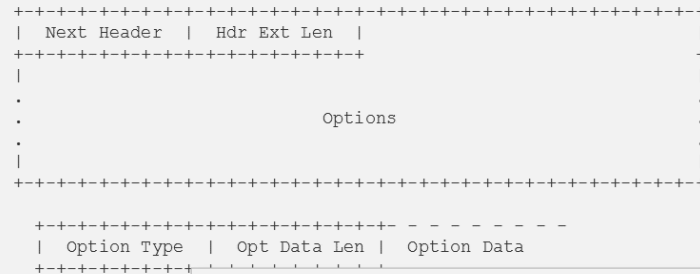 | Next Header | Hdr Ext Len |
Options
| Option Type | Opt Data Len | Option Data